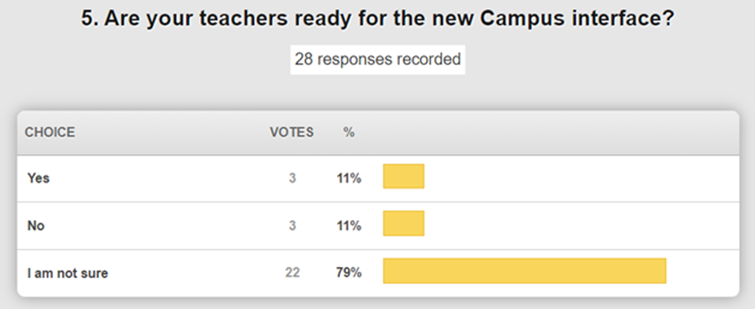 5. Are your teachers ready for the new Campus interface?
28 responses recorded
CHOICE VOTES %
Yes 3 11%
No 3 11%
I am not sure 22 79%